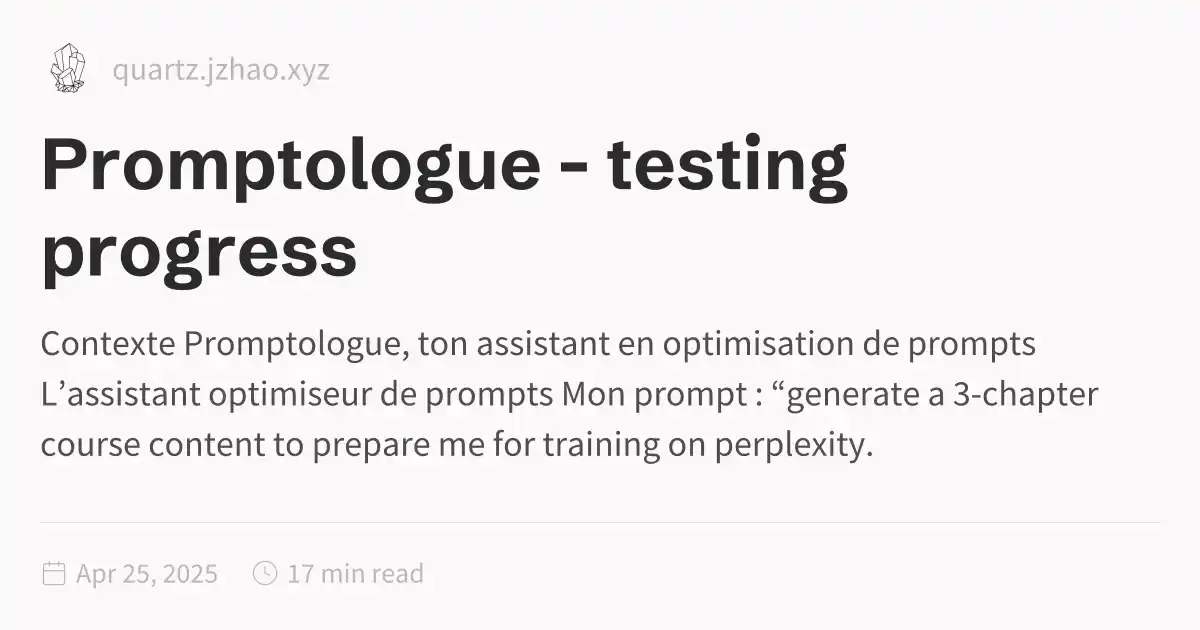 quartz.jzhao.xyz
Promptologue - testing
progress
Contexte Promptologue, ton assistant en optimisation de prompts
L’assistant optimiseur de prompts Mon prompt : “generate a 3-chapter
course content to prepare me for training on perplexity.
Apr 25, 2025 17 min read